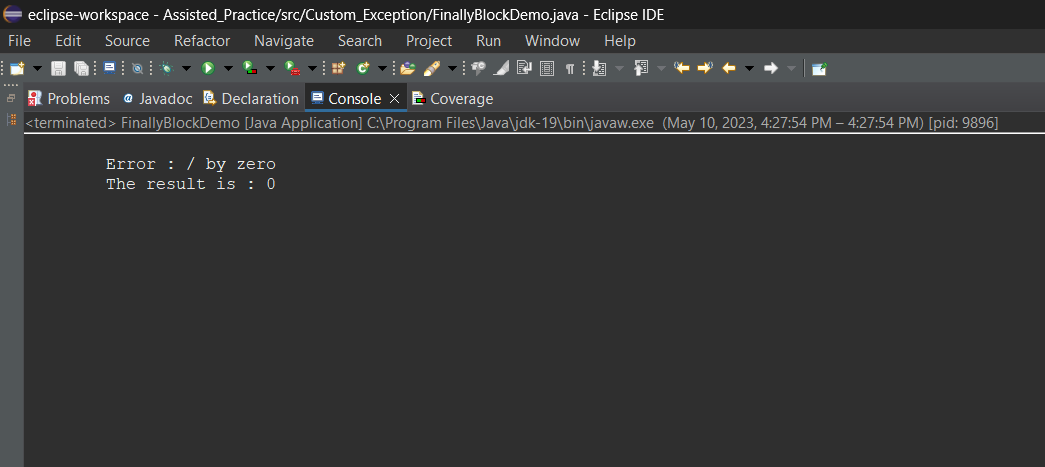 eclipse-workspace - Assisted_Practice/src/Custom_Exception/FinallyBlockDemo.java - Eclipse IDE
File Edit Source Refactor Navigate Search Project Run Window Help
Problems @ Javadoc Declaration Console Coverage
<terminated> FinallyBlockDemo [Java Application] C:\Program Files\Java\jdk-19\bin\javaw.exe (May 10, 2023, 4:27:54 PM – 4:27:54 PM) [pid: 9896]
Error : / by zero
The result is : 0